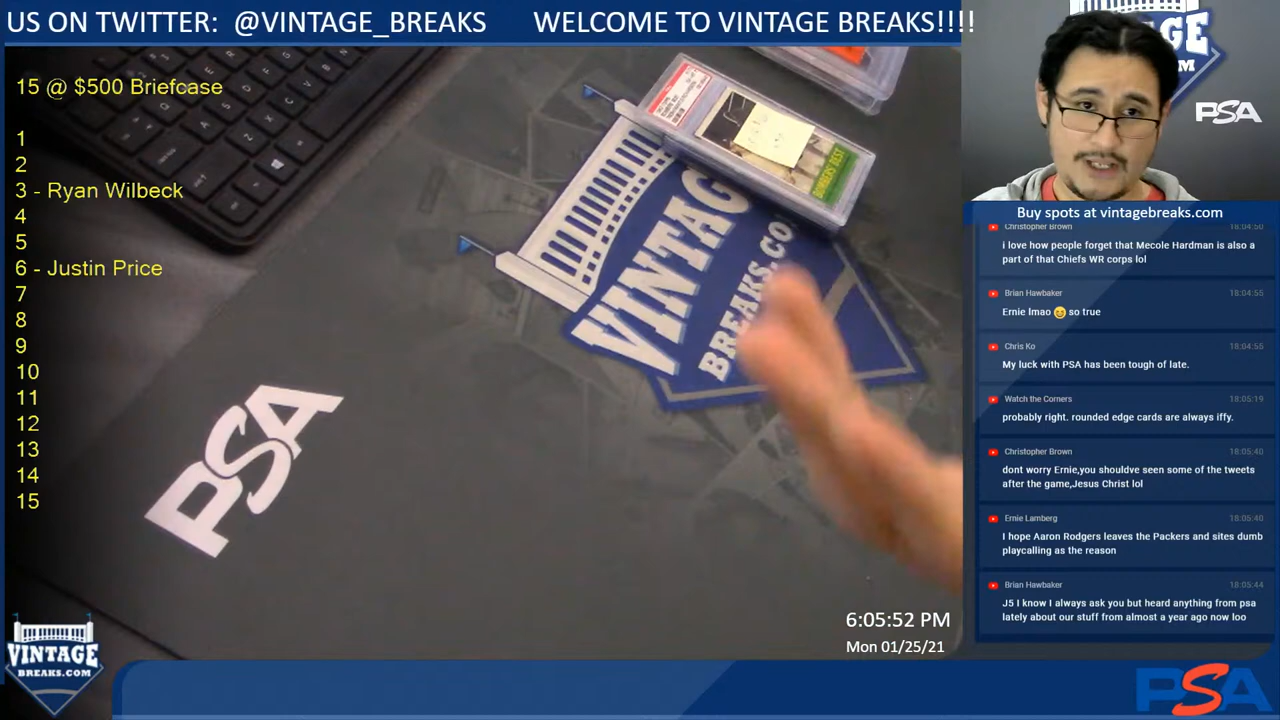 US ON TWITTER: @VINTAGE_BREAKS WELCOME TO VINTAGE BREAKS!!!!
15 @ $500 Briefcase
1
2
3 - Ryan Wilbeck
4
5
6 - Justin Price
7
8
9
10
11
12
13
14
15
PSA
VINTAG
BREAKS.CO
BOMBERS BEST
6:05:52 PM
Mon 01/25/21
VINTAGE
BREAKS.COM
PSA
Buy spots at vintagebreaks.com
Christopher Brown 18:04:50
i love how people forget that Mecole Hardman is also a
part of that Chiefs WR corps lol
Brian Hawbaker 18:04:55
Ernie lmao 😄 so true
Chris Ko 18:04:55
My luck with PSA has been tough of late.
Watch the Corners 18:05:19
probably right. rounded edge cards are always iffy.
Christopher Brown 18:05:40
dont worry Ernie,you shouldve seen some of the tweets
after the game,Jesus Christ lol
Ernie Lamberg 18:05:40
I hope Aaron Rodgers leaves the Packers and sites dumb
playcalling as the reason
Brian Hawbaker 18:05:44
J5 I know I always ask you but heard anything from psa
lately about our stuff from almost a year ago now loo
PSA